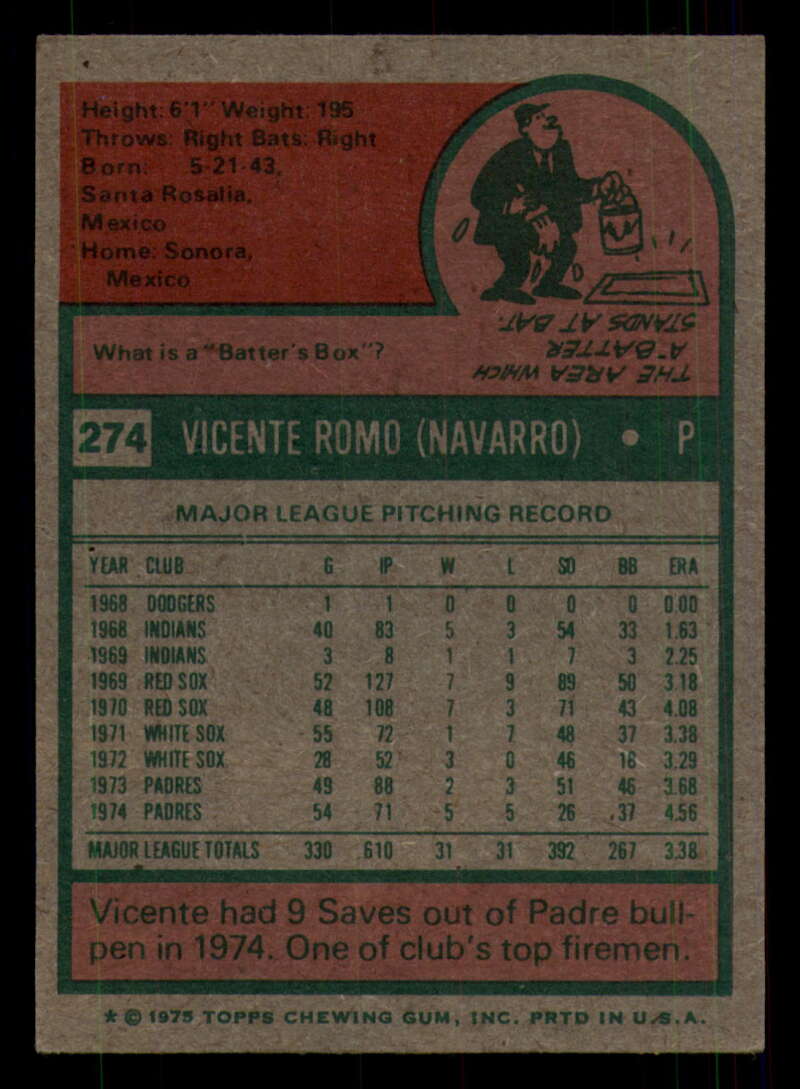 Height: 6'1" Weight: 195
Throws: Right Bats: Right
Born: 5-21-43,
Santa Rosalia,
Mexico
Home: Sonora,
Mexico
What is a "Batter's Box"?
THE AREA WHICH
A BATTER
STANDS AT BAT.
274 VICENTE ROMO (NAVARRO) • P
MAJOR LEAGUE PITCHING RECORD
YEAR CLUB G IP W L SO BB ERA
1968 DODGERS 1 1 0 0 0 0 0.00
1968 INDIANS 40 83 5 3 54 33 1.63
1969 INDIANS 3 8 1 1 7 3 2.25
1969 RED SOX 52 127 7 9 89 50 3.18
1970 RED SOX 48 108 7 3 71 43 4.08
1971 WHITE SOX 55 72 1 7 48 37 3.38
1972 WHITE SOX 28 52 3 0 46 18 3.29
1973 PADRES 49 88 2 3 51 46 3.68
1974 PADRES 54 71 5 5 26 37 4.56
MAJOR LEAGUE TOTALS 330 610 31 31 392 267 3.38
Vicente had 9 Saves out of Padre bull-
pen in 1974. One of club's top firemen.
* © 1975 TOPPS CHEWING GUM, INC. PRTD IN U.S.A.